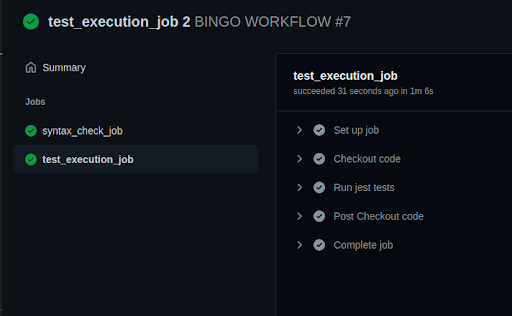 test_execution_job 2 BINGO WORKFLOW #7
Summary
Jobs
syntax_check_job
test_execution_job
test_execution_job
succeeded 31 seconds ago in 1m 6s
Set up job
Checkout code
Run jest tests
Post Checkout code
Complete job